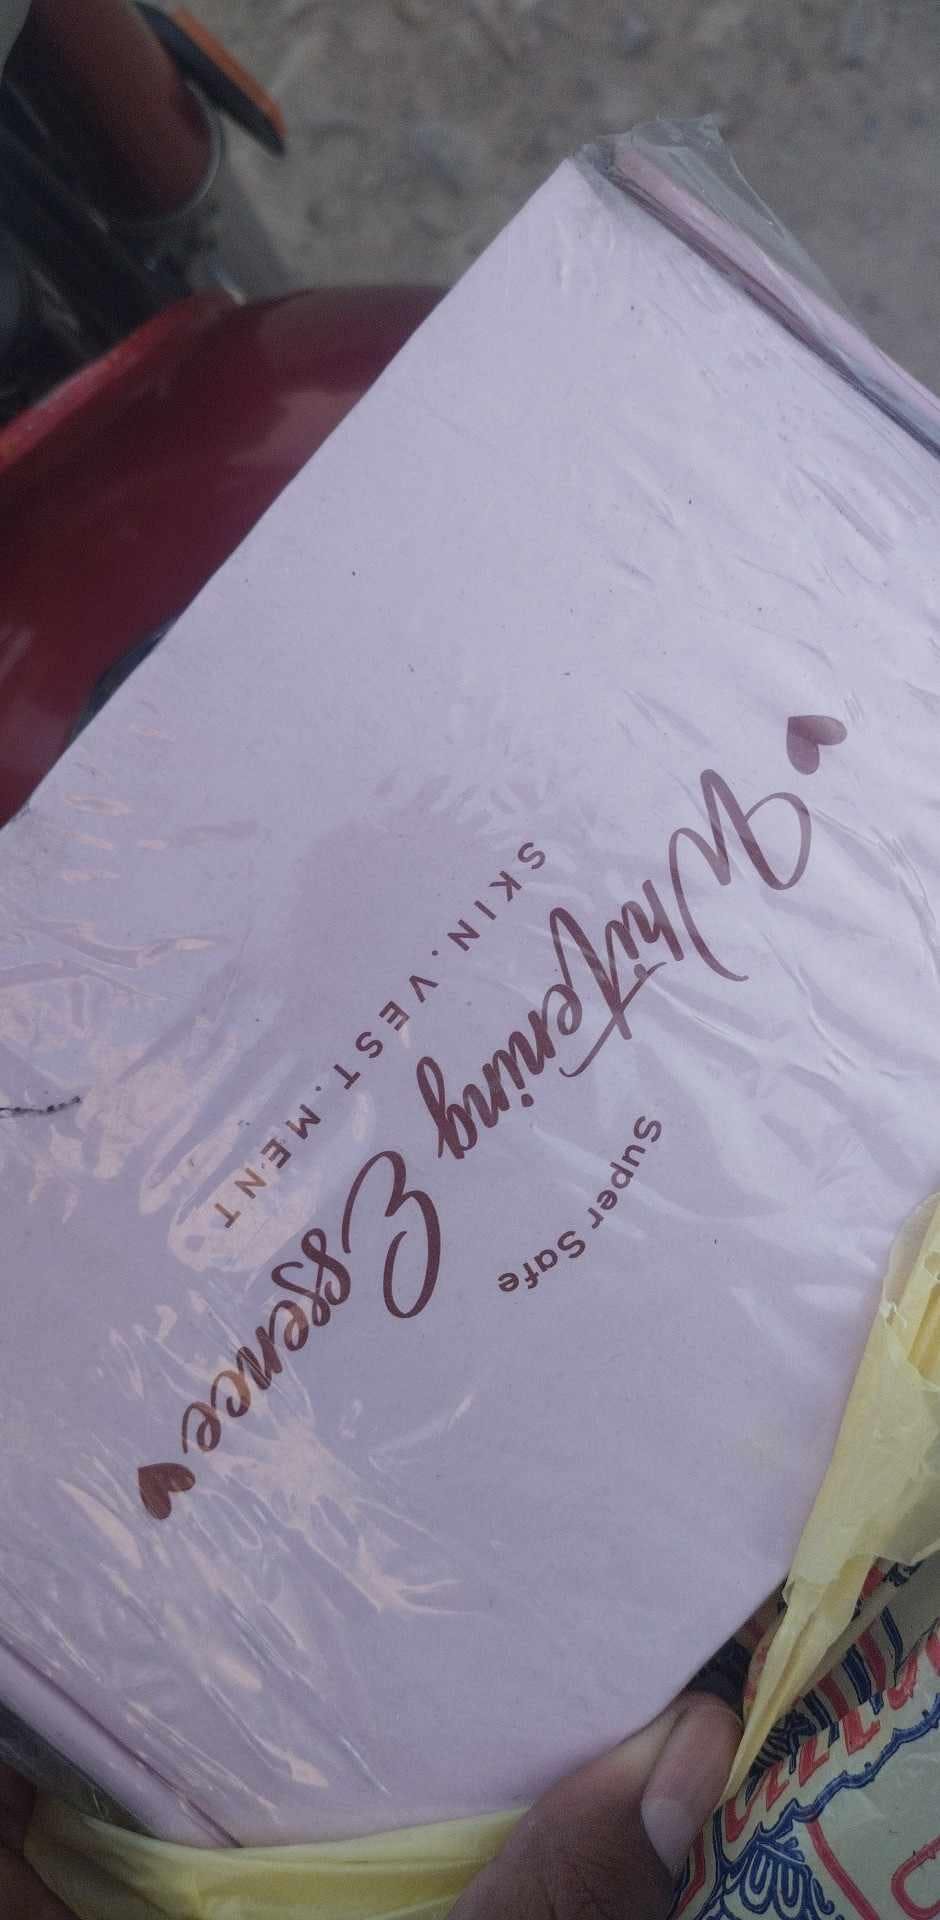 Super Safe
Whitening Essence
SKIN.VEST.MENT